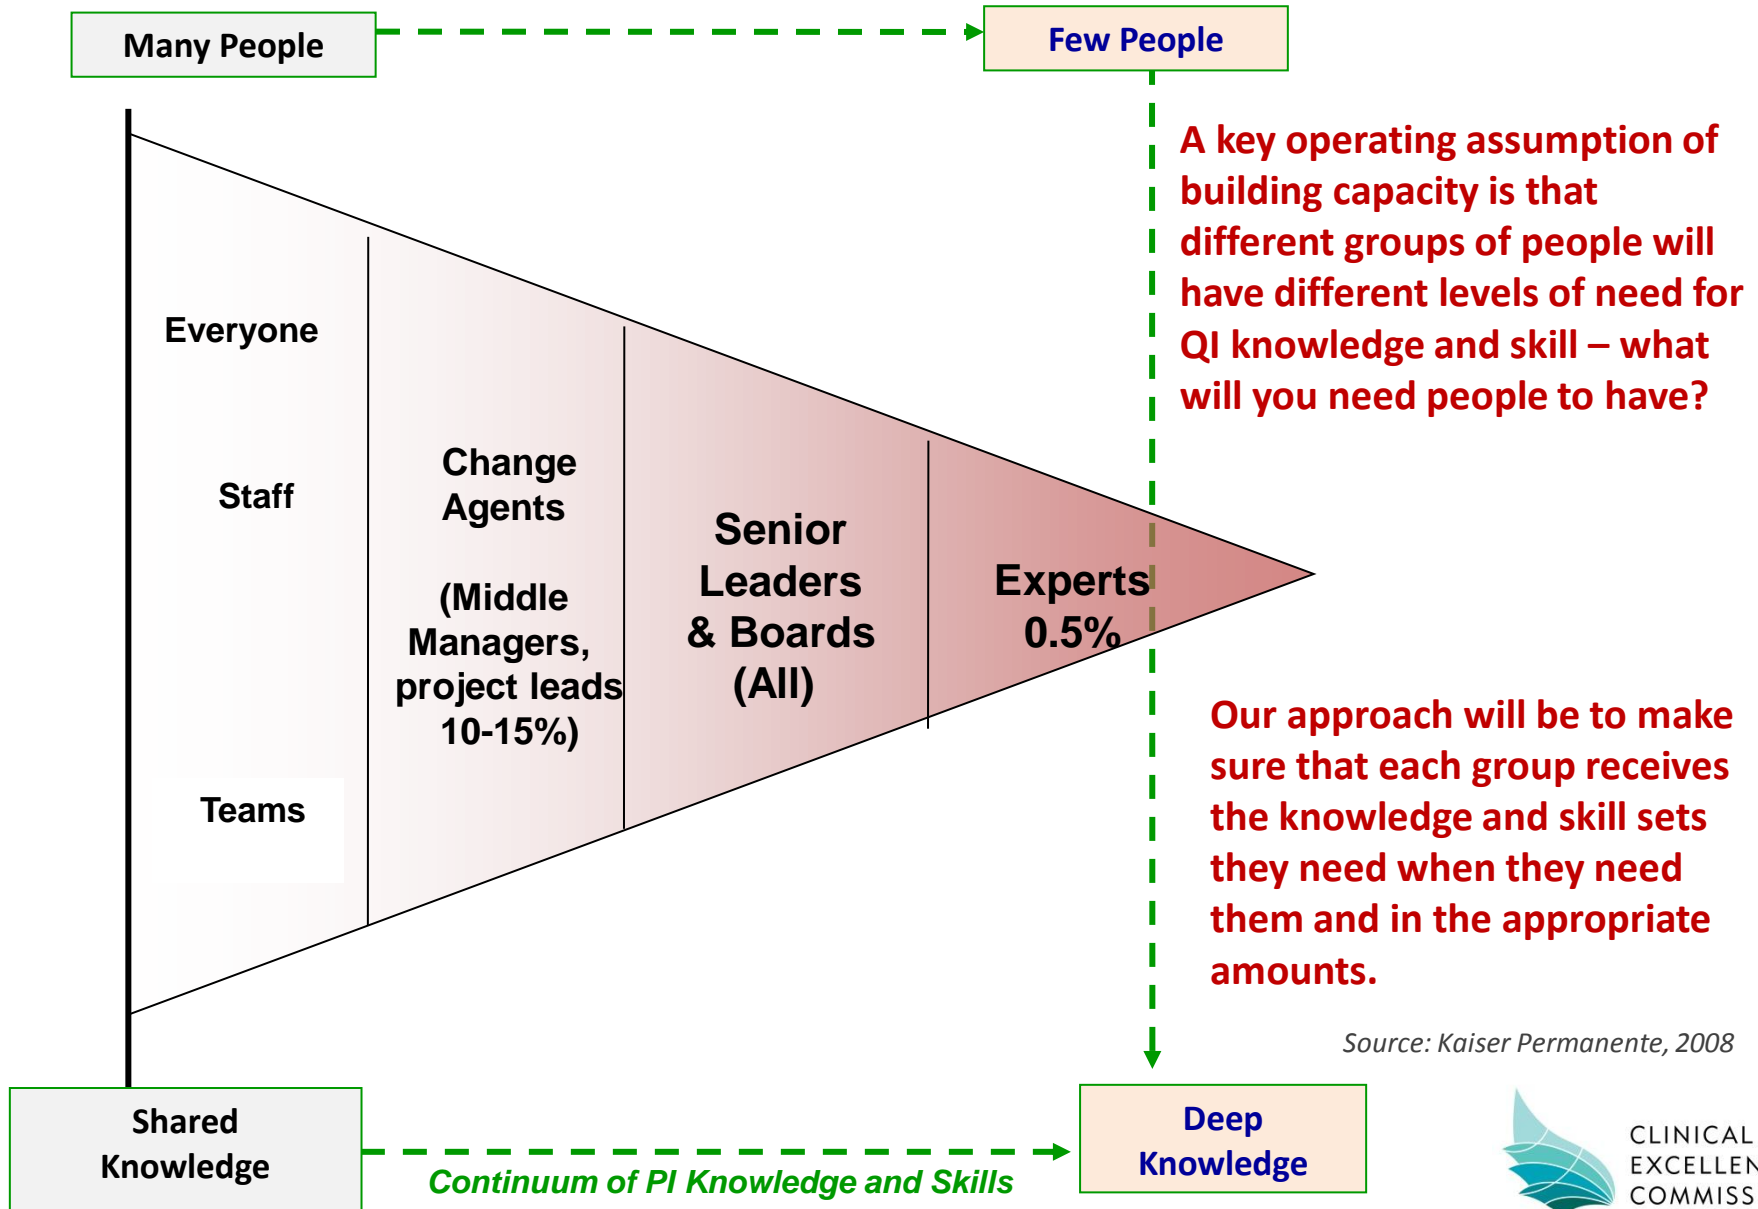 Many People
Few People
A key operating assumption of
building capacity is that
different groups of people will
have different levels of need for
QI knowledge and skill – what
will you need people to have?
Everyone
Staff
Teams
Change
Agents
(Middle
Managers,
project leads
10-15%)
Senior
Leaders
& Boards
(All)
Experts
0.5%
Our approach will be to make
sure that each group receives
the knowledge and skill sets
they need when they need
them and in the appropriate
amounts.
Source: Kaiser Permanente, 2008
Shared
Knowledge
Continuum of PI Knowledge and Skills
Deep
Knowledge
CLINICAL
EXCELLEN
COMMISS